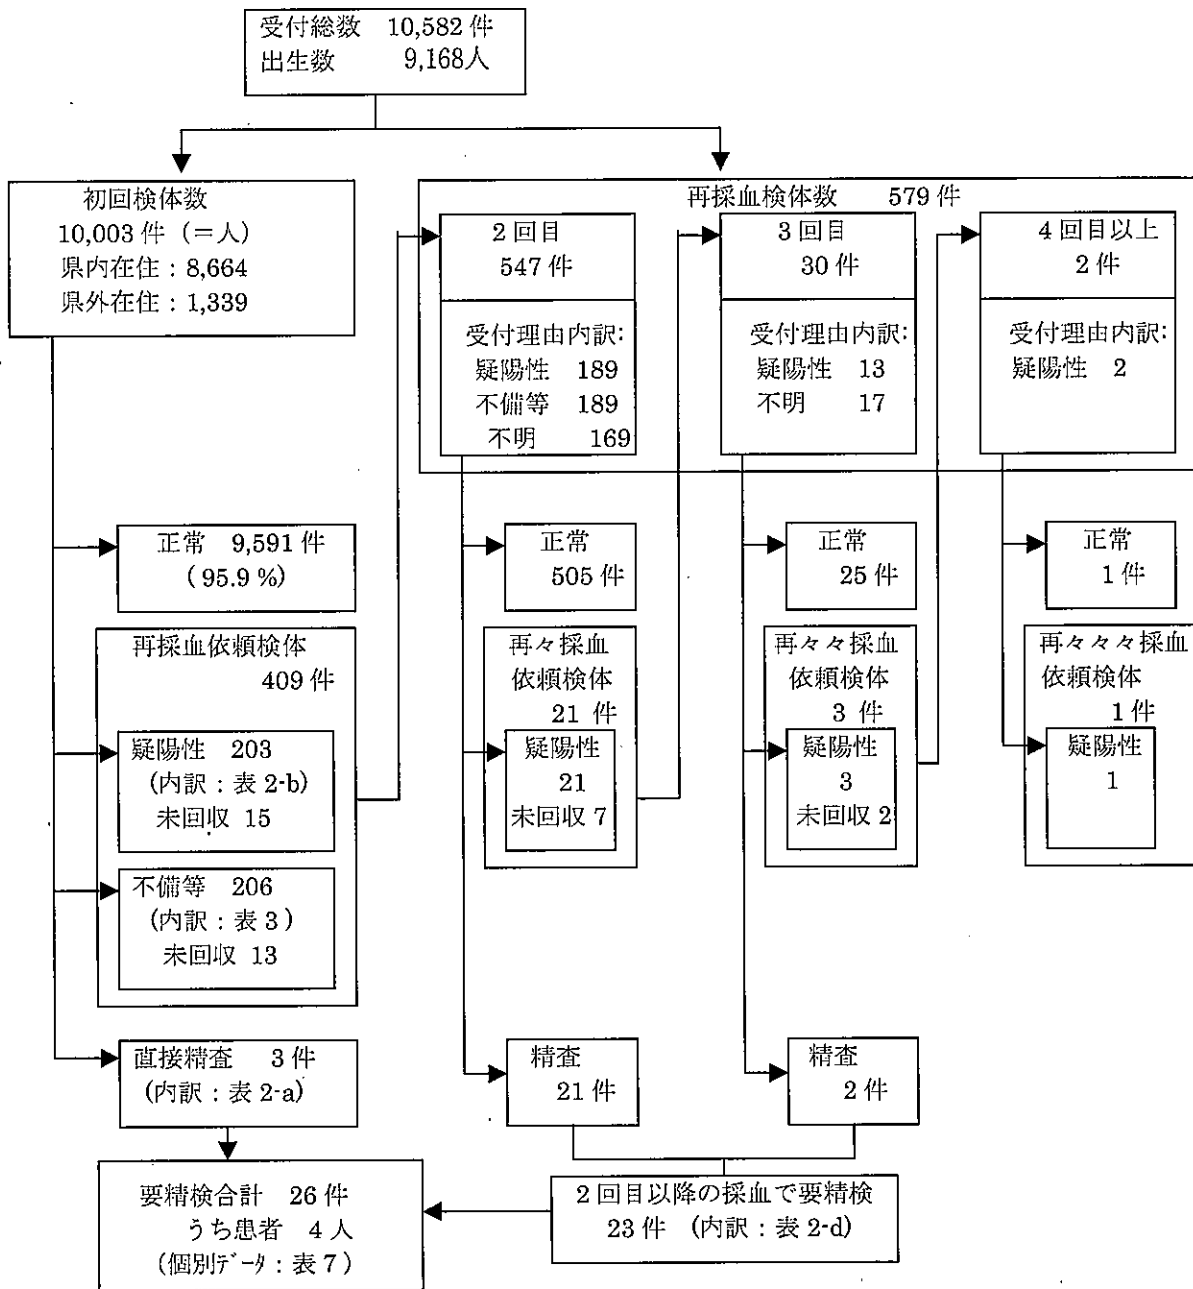 受付総数 10,582 件
出生数 9,168人
初回検体数
10,003 件 (＝人)
県内在住：8,664
県外在住：1,339
再採血検体数 579 件
2 回目
547 件
受付理由内訳:
疑陽性 189
不備等 189
不明 169
3 回目
30 件
受付理由内訳:
疑陽性 13
不明 17
4 回目以上
2 件
受付理由内訳:
疑陽性 2
正常 9,591 件
( 95.9 %)
正常
505 件
正常
25 件
正常
1 件
再採血依頼検体
409 件
疑陽性 203
(内訳：表 2-b)
未回収 15
不備等 206
(内訳：表 3 )
未回収 13
再々採血
依頼検体
21 件
疑陽性
21
未回収 7
再々々採血
依頼検体
3 件
疑陽性
3
未回収 2
再々々々採血
依頼検体
1 件
疑陽性
1
直接精査 3 件
(内訳：表 2-a)
精査
21 件
精査
2 件
要精検合計 26 件
うち患者 4 人
(個別ﾃﾞｰﾀ：表 7 )
2 回目以降の採血で要精検
23 件 (内訳：表 2-d)